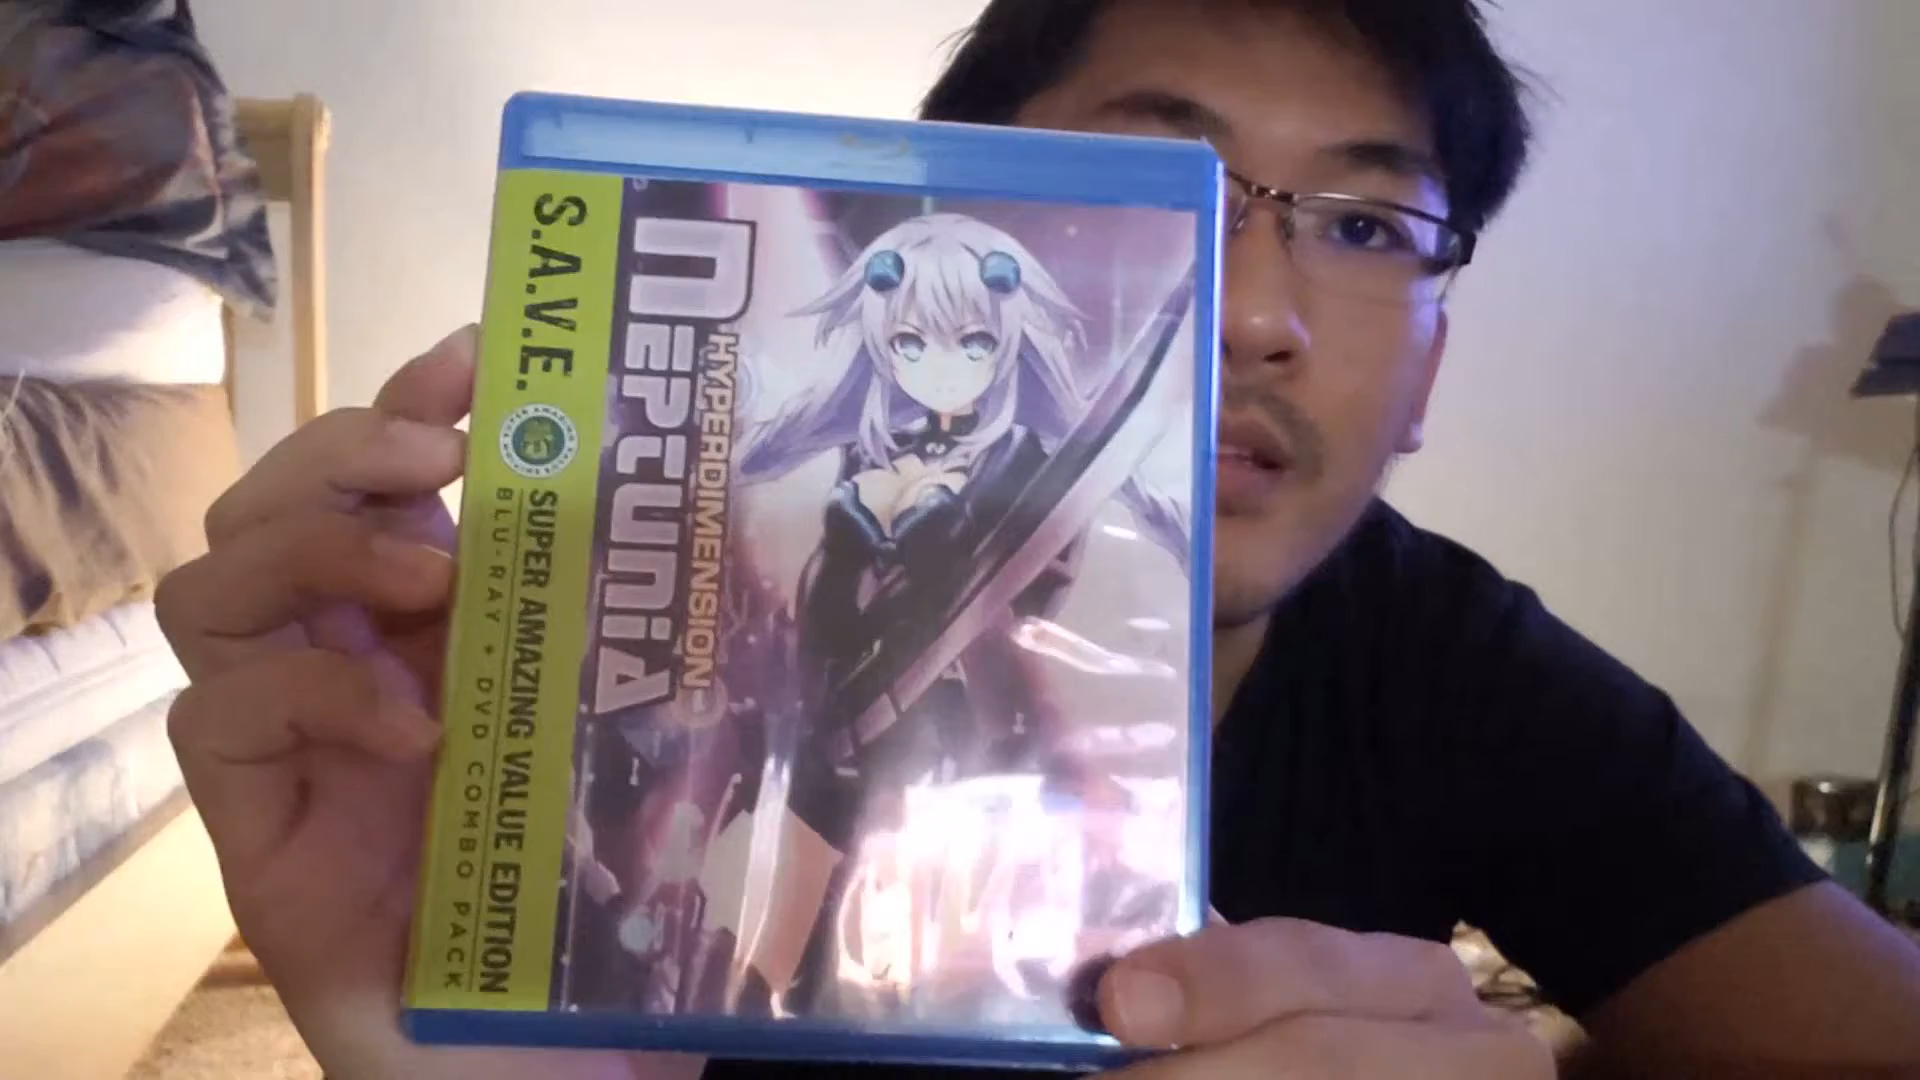 S.A.V.E.
SUPER AMAZING VALUE EDITION
BLU-RAY + DVD COMBO PACK
HYPERDIMENSION
NEPTUNIA